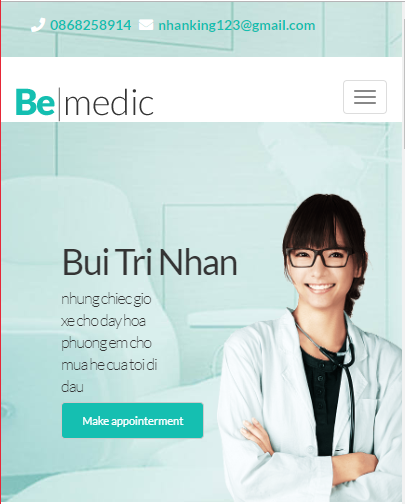 0868258914 nhanking123@gmail.com
Be|medic
Bui Tri Nhan
nhung chiec gio
xe cho day hoa
phuong em cho
mua he cua toi di
dau
Make appointerment